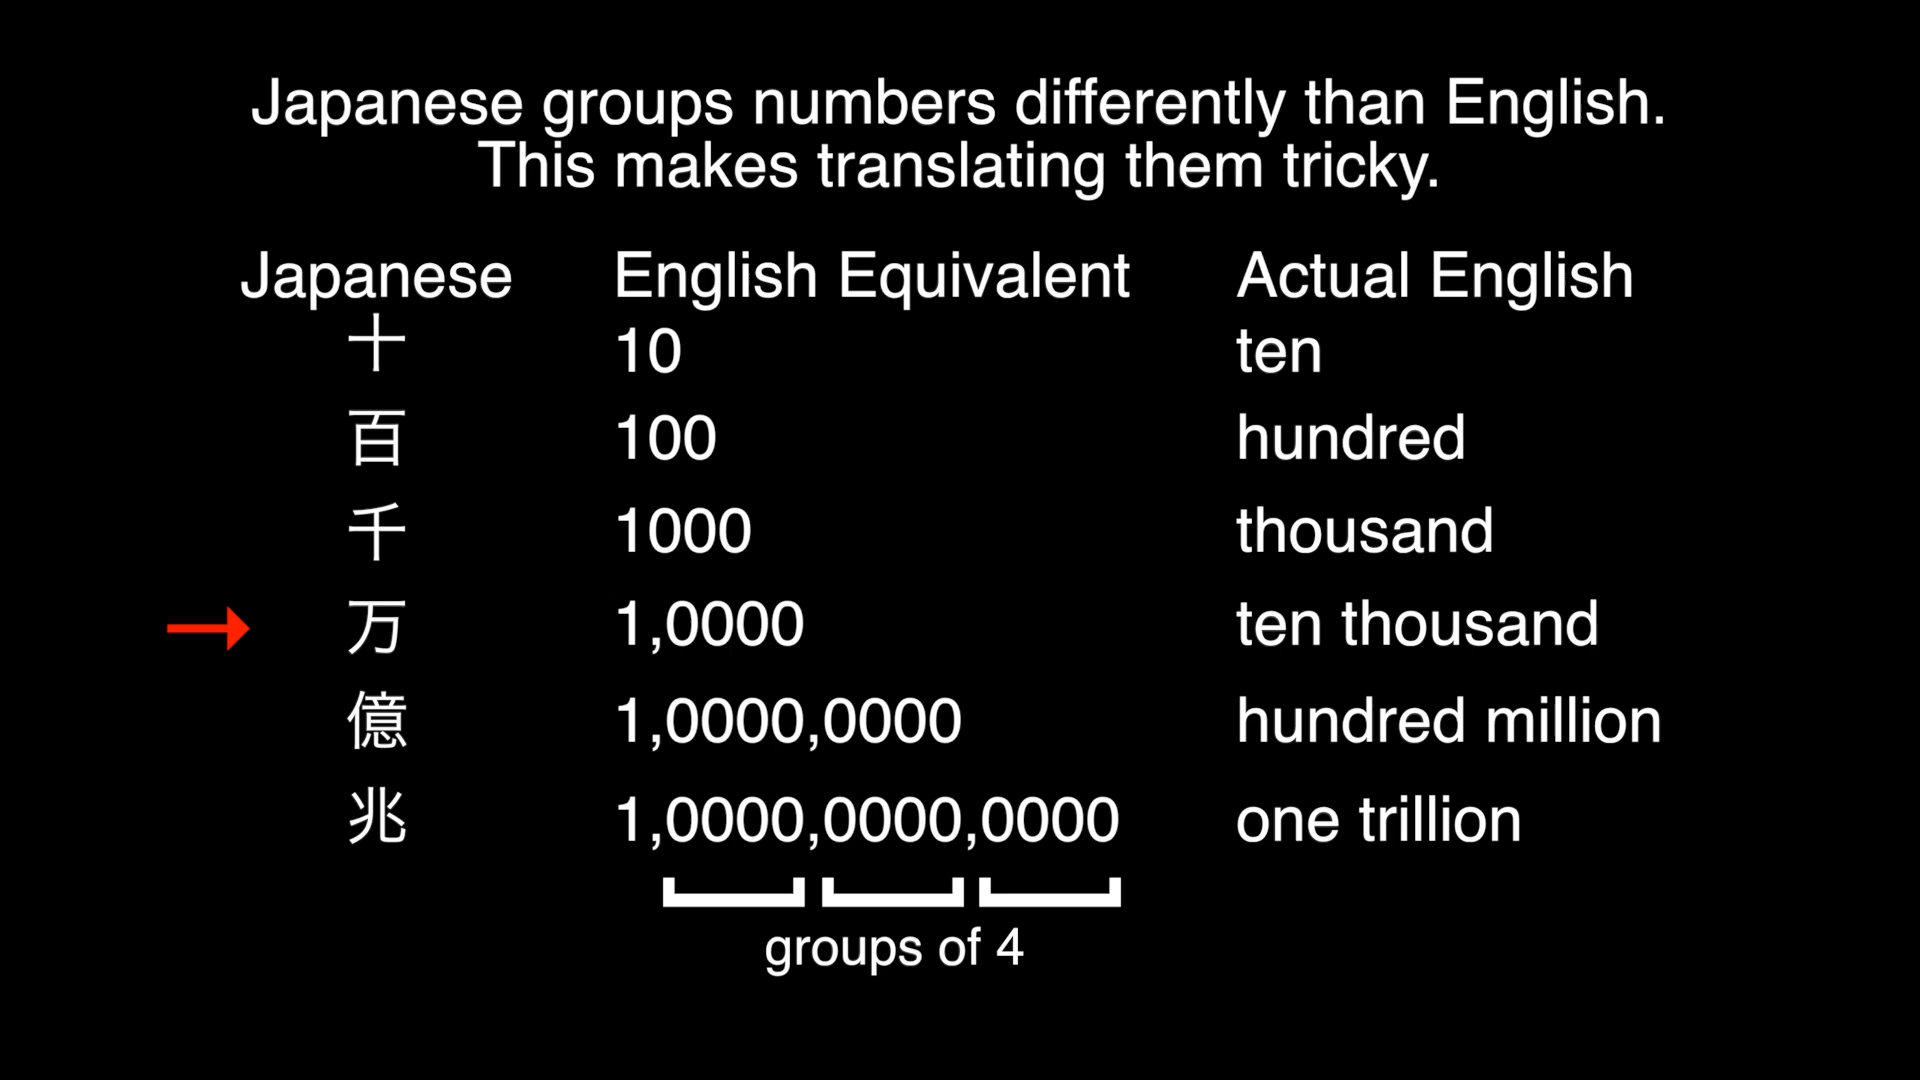 Japanese groups numbers differently than English.
This makes translating them tricky.
Japanese English Equivalent Actual English
十 10 ten
百 100 hundred
千 1000 thousand
万 1,0000 ten thousand
億 1,0000,0000 hundred million
兆 1,0000,0000,0000 one trillion
groups of 4